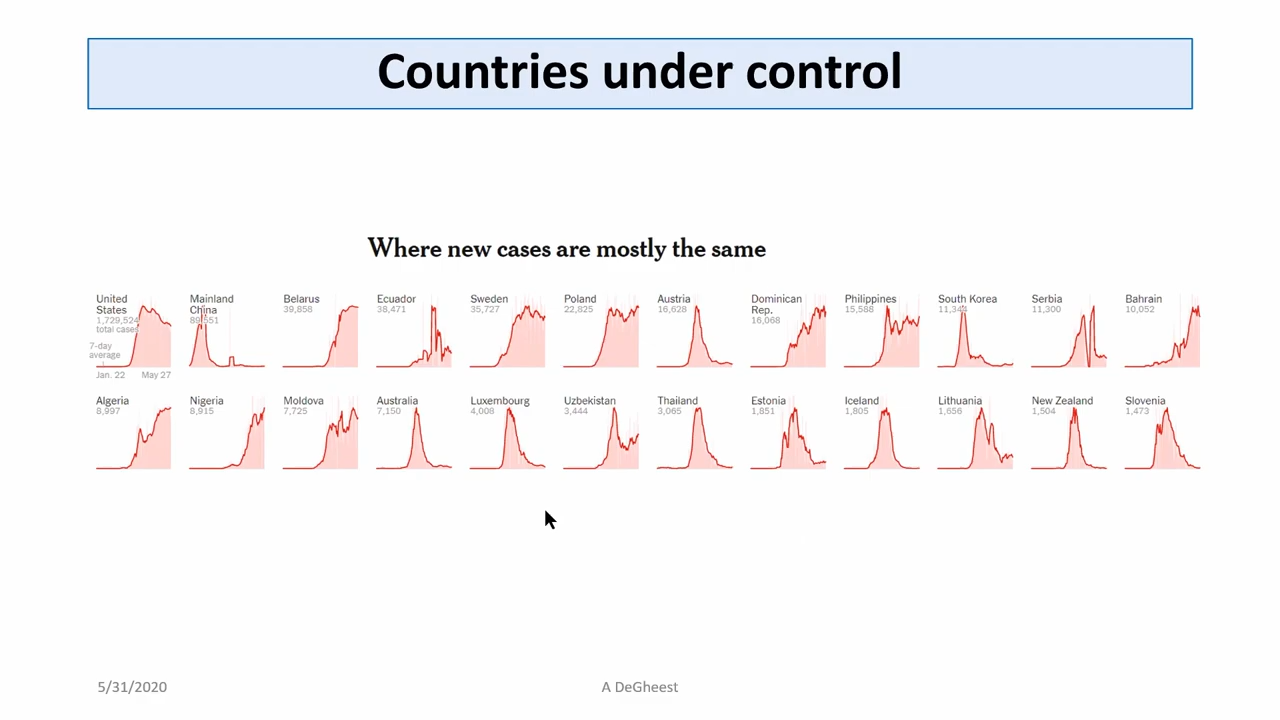 Countries under control
Where new cases are mostly the same
United States 1,729,524 total cases
7-day average
Jan. 22 May 27
Mainland China 89,551
Belarus 39,858
Ecuador 38,471
Sweden 35,727
Poland 22,825
Austria 16,628
Dominican Rep. 16,068
Philippines 15,588
South Korea 11,344
Serbia 11,300
Bahrain 10,052
Algeria 8,997
Nigeria 8,915
Moldova 7,725
Australia 7,150
Luxembourg 4,008
Uzbekistan 3,444
Thailand 3,065
Estonia 1,851
Iceland 1,805
Lithuania 1,656
New Zealand 1,504
Slovenia 1,473
5/31/2020
A DeGheest